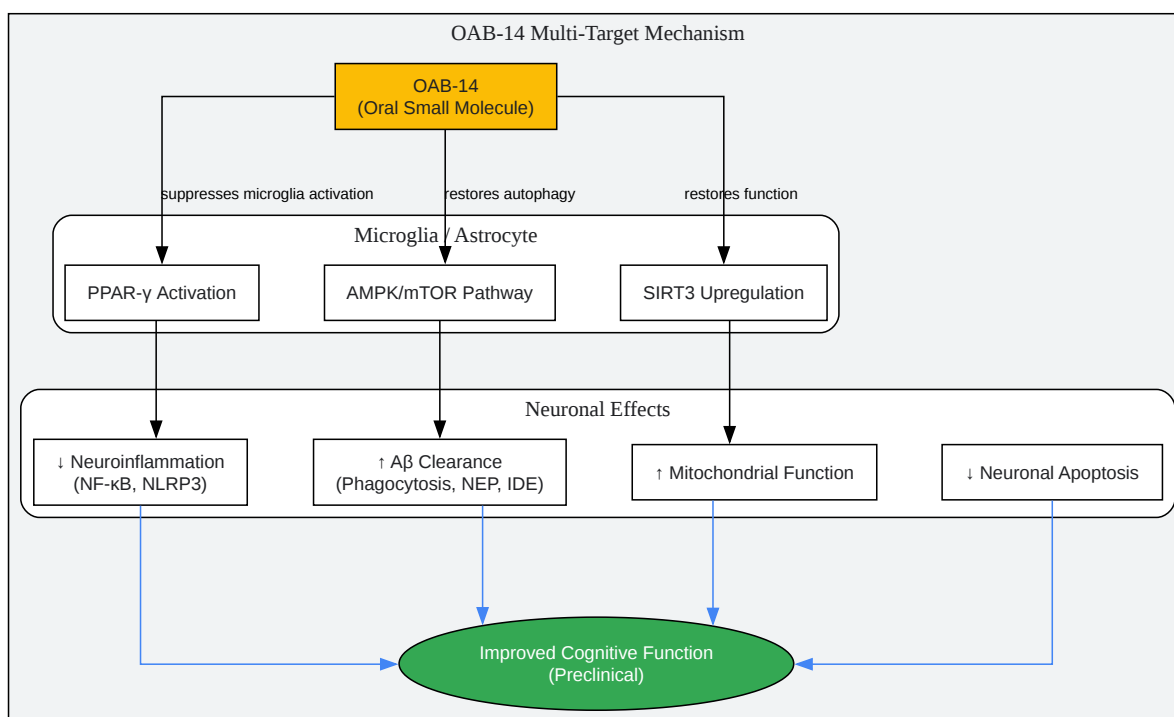 OAB-14 Multi-Target Mechanism
OAB-14
(Oral Small Molecule)
suppresses microglia activation
restores autophagy
restores function
Microglia / Astrocyte
PPAR-γ Activation
AMPK/mTOR Pathway
SIRT3 Upregulation
Neuronal Effects
↓ Neuroinflammation
(NF-κB, NLRP3)
↑ Aβ Clearance
(Phagocytosis, NEP, IDE)
↑ Mitochondrial Function
↓ Neuronal Apoptosis
Improved Cognitive Function
(Preclinical)